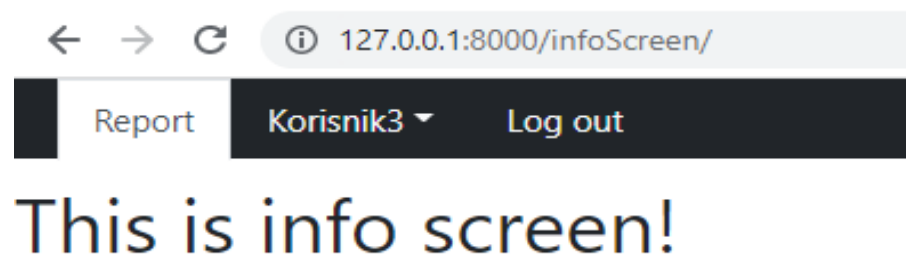 127.0.0.1:8000/infoScreen/
Report Korisnik3 Log out
This is info screen!